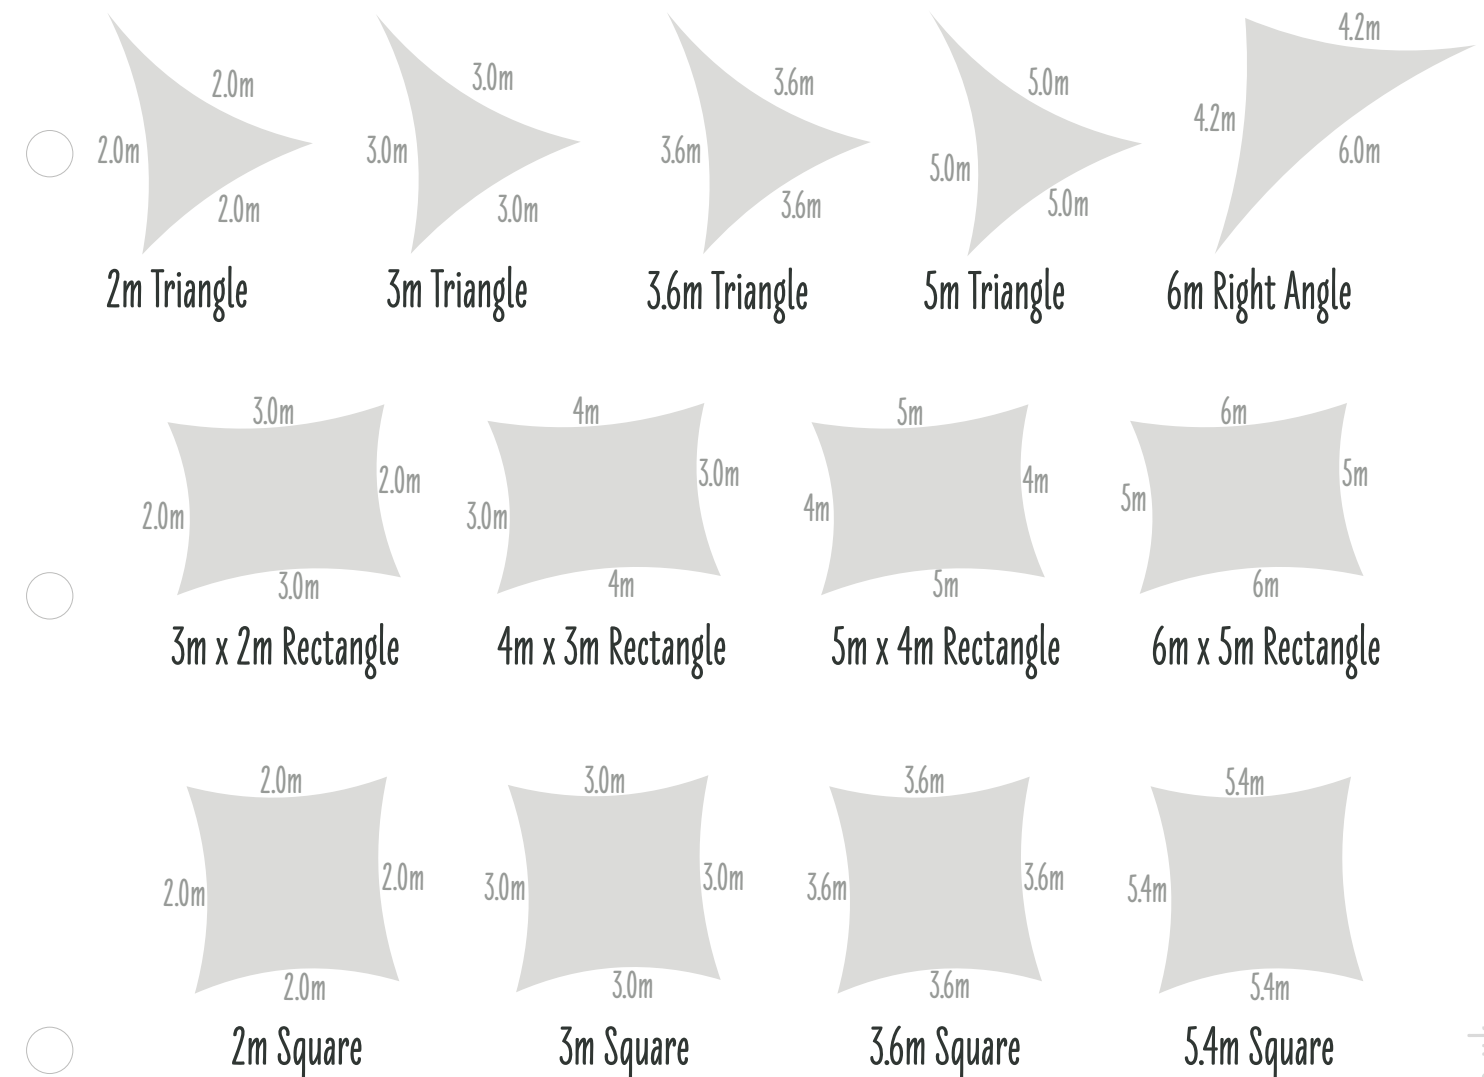 2.0m
2.0m
2.0m
2m Triangle
3.0m
3.0m
3.0m
3m Triangle
3.6m
3.6m
3.6m
3.6m Triangle
5.0m
5.0m
5.0m
5m Triangle
4.2m
4.2m
6.0m
6m Right Angle
3.0m
2.0m
2.0m
3.0m
3m x 2m Rectangle
4m
3.0m
3.0m
4m
4m x 3m Rectangle
5m
4m
4m
5m
5m x 4m Rectangle
6m
5m
5m
6m
6m x 5m Rectangle
2.0m
2.0m
2.0m
2.0m
2m Square
3.0m
3.0m
3.0m
3.0m
3m Square
3.6m
3.6m
3.6m
3.6m
3.6m Square
5.4m
5.4m
5.4m
5.4m Square